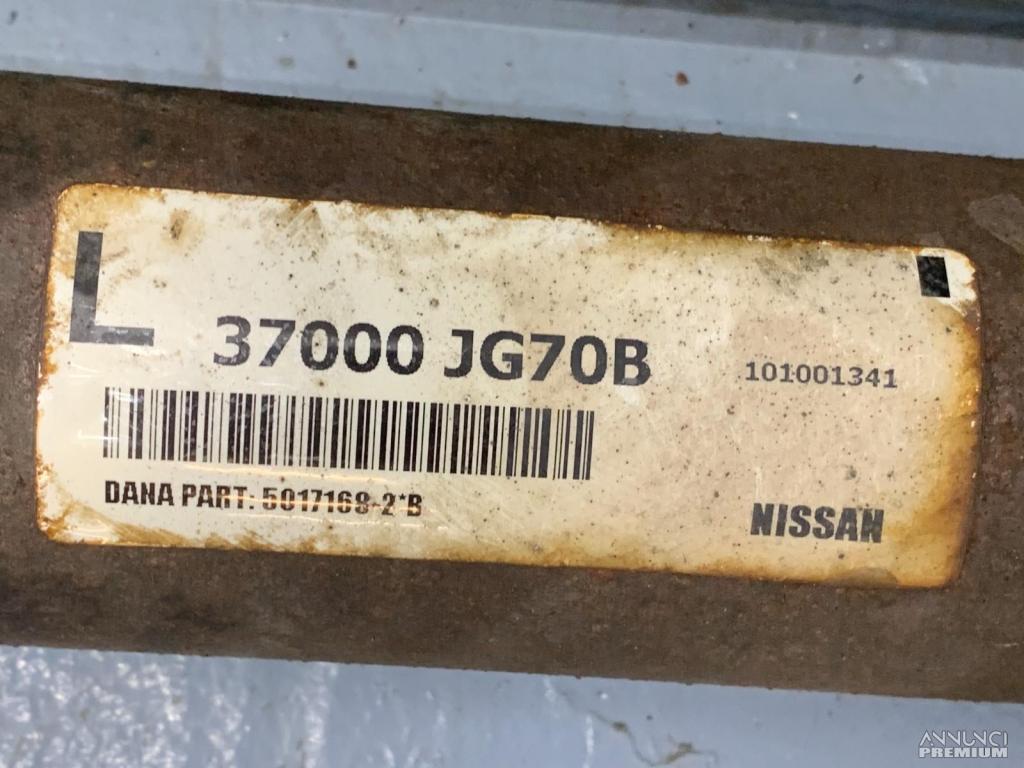 L
37000 JG70B
101001341
DANA PART: 5017168-2*B
NISSAN
ANNUNCI
PREMIUM